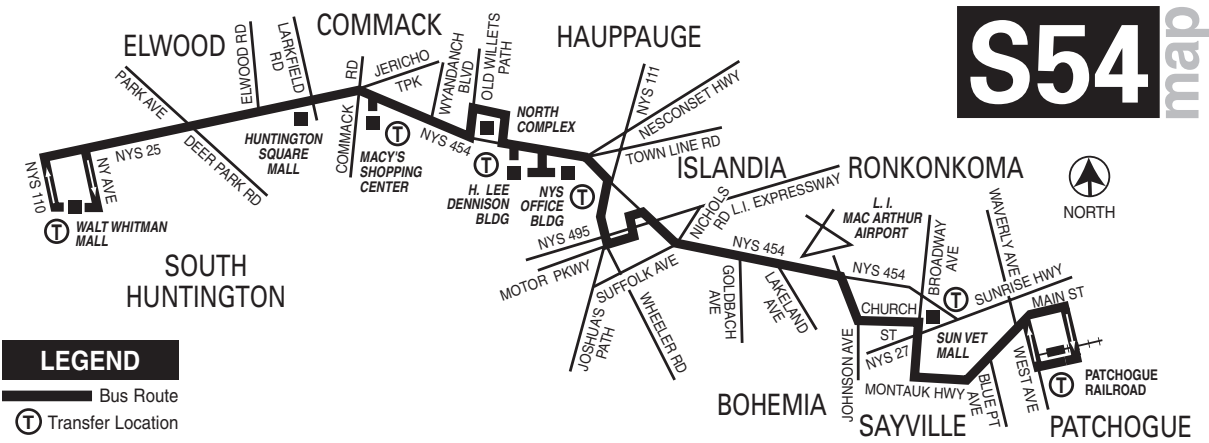 S54
map
ELWOOD
COMMACK
HAUPPAUGE
ISLANDIA
RONKONKOMA
SOUTH
HUNTINGTON
BOHEMIA
SAYVILLE
PATCHOGUE
NORTH
PARK AVE
DEER PARK RD
ELWOOD RD
LARKFIELD
RD
COMMACK
RD
JERICHO
TPK
WYANDANCH
BLVD
OLD WILLETS
PATH
NYS 110
NY AVE
NYS 25
NYS 454
T
WALT WHITMAN
MALL
HUNTINGTON
SQUARE
MALL
T
MACY'S
SHOPPING
CENTER
NORTH
COMPLEX
T
H. LEE
DENNISON
BLDG
NYS
OFFICE
BLDG
T
NYS 111
NESCONSET HWY
TOWN LINE RD
NICHOLS
RD
L.I. EXPRESSWAY
NYS 495
MOTOR PKWY
SUFFOLK AVE
JOSHUA'S
PATH
WHEELER RD
NYS 454
GOLDBACH
AVE
LAKELAND
AVE
L. I.
MAC ARTHUR
AIRPORT
NYS 454
BROADWAY
AVE
WAVERLY AVE
SUNRISE HWY
T
CHURCH
ST
NYS 27
SUN VET
MALL
JOHNSON AVE
MONTAUK HWY
BLUE PT
AVE
WEST AVE
MAIN ST
T
PATCHOGUE
RAILROAD
LEGEND
Bus Route
T Transfer Location